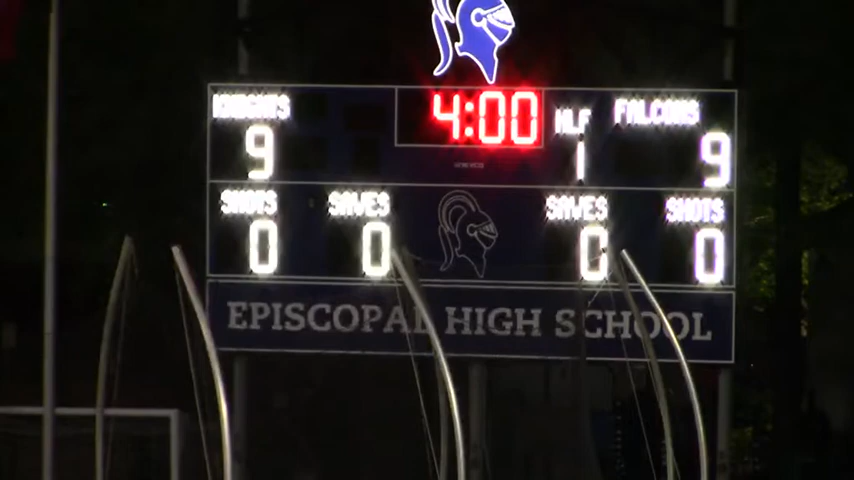 KNIGHTS 4:00 HLF FALCONS
9 1 9
SHOTS SAVES SAVES SHOTS
0 0 0 0
EPISCOPAL HIGH SCHOOL